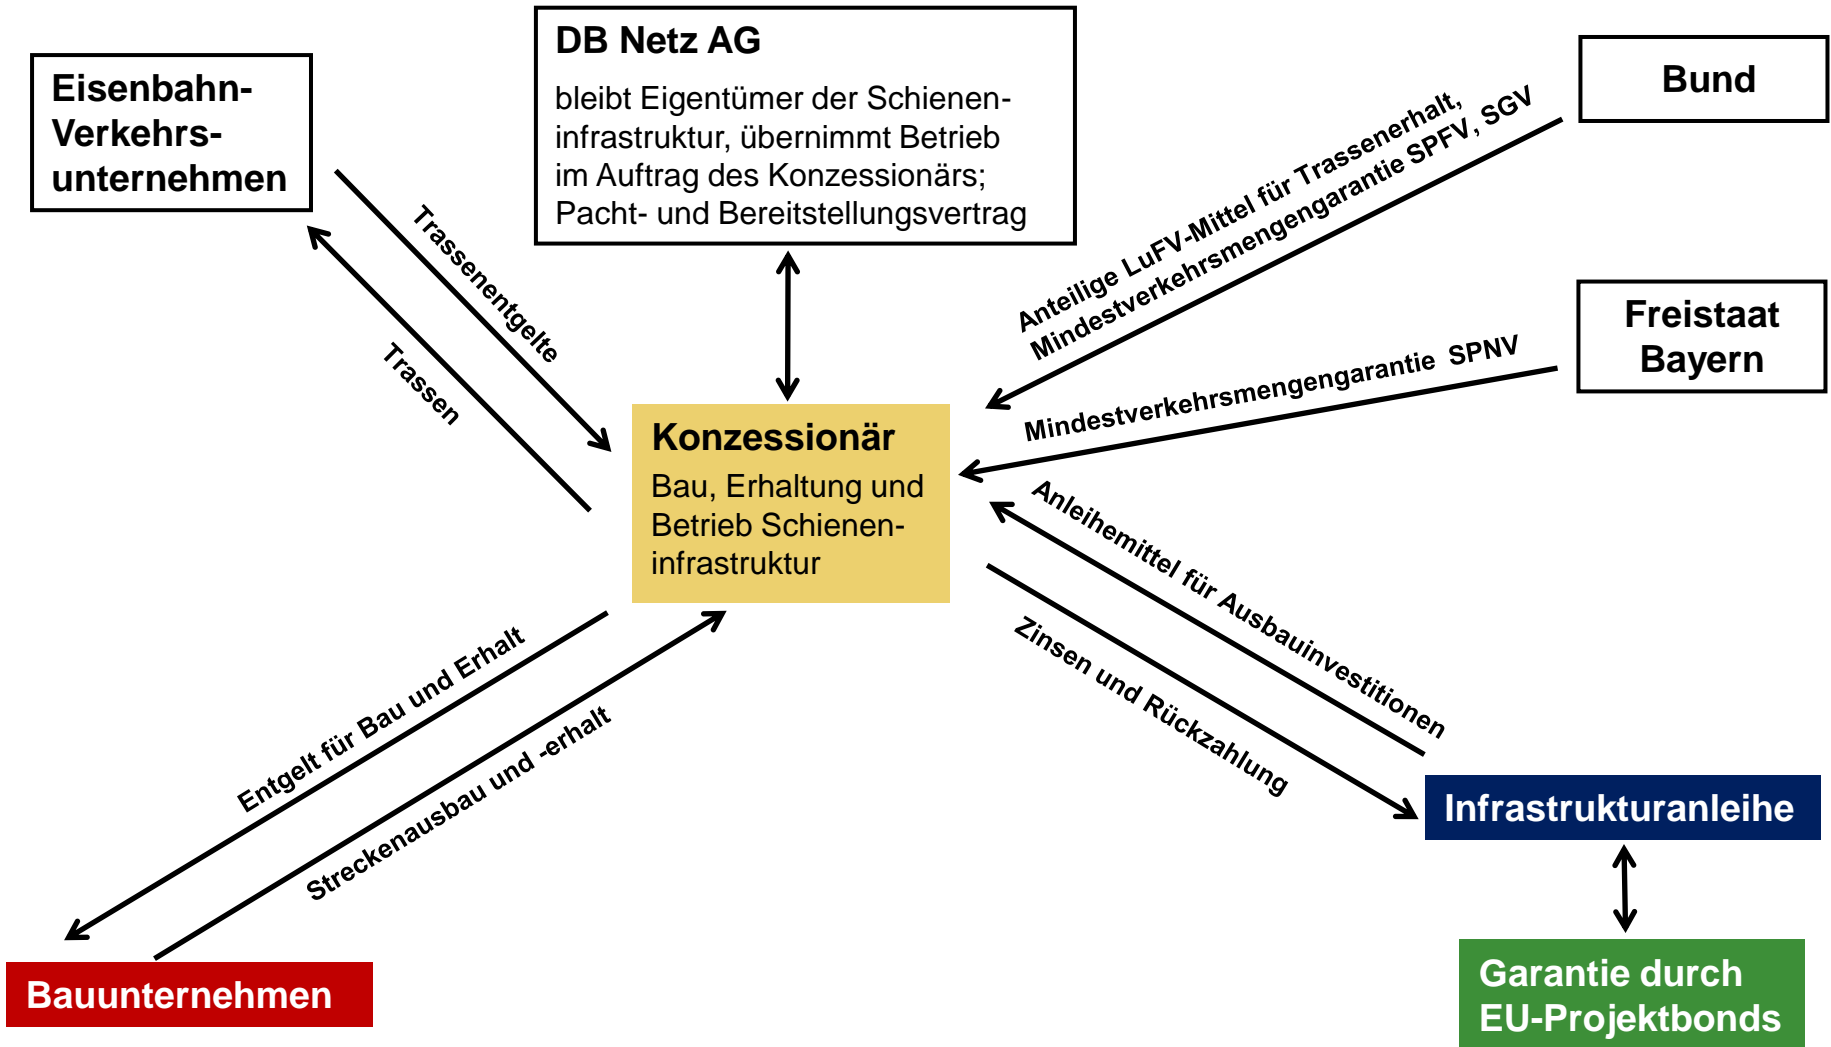 DB Netz AG
bleibt Eigentümer der Schienen-
infrastruktur, übernimmt Betrieb
im Auftrag des Konzessionärs;
Pacht- und Bereitstellungsvertrag
Eisenbahn-
Verkehrs-
unternehmen
Bund
Freistaat
Bayern
Trassenentgelte
Trassen
Anteilige LuFV-Mittel für Trassenerhalt,
Mindestverkehrsmengengarantie SPFV, SGV
Mindestverkehrsmengengarantie SPNV
Konzessionär
Bau, Erhaltung und
Betrieb Schienen-
infrastruktur
Anleihemittel für Ausbauinvestitionen
Zinsen und Rückzahlung
Entgelt für Bau und Erhalt
Streckenausbau und -erhalt
Infrastrukturanleihe
Bauunternehmen
Garantie durch
EU-Projektbonds